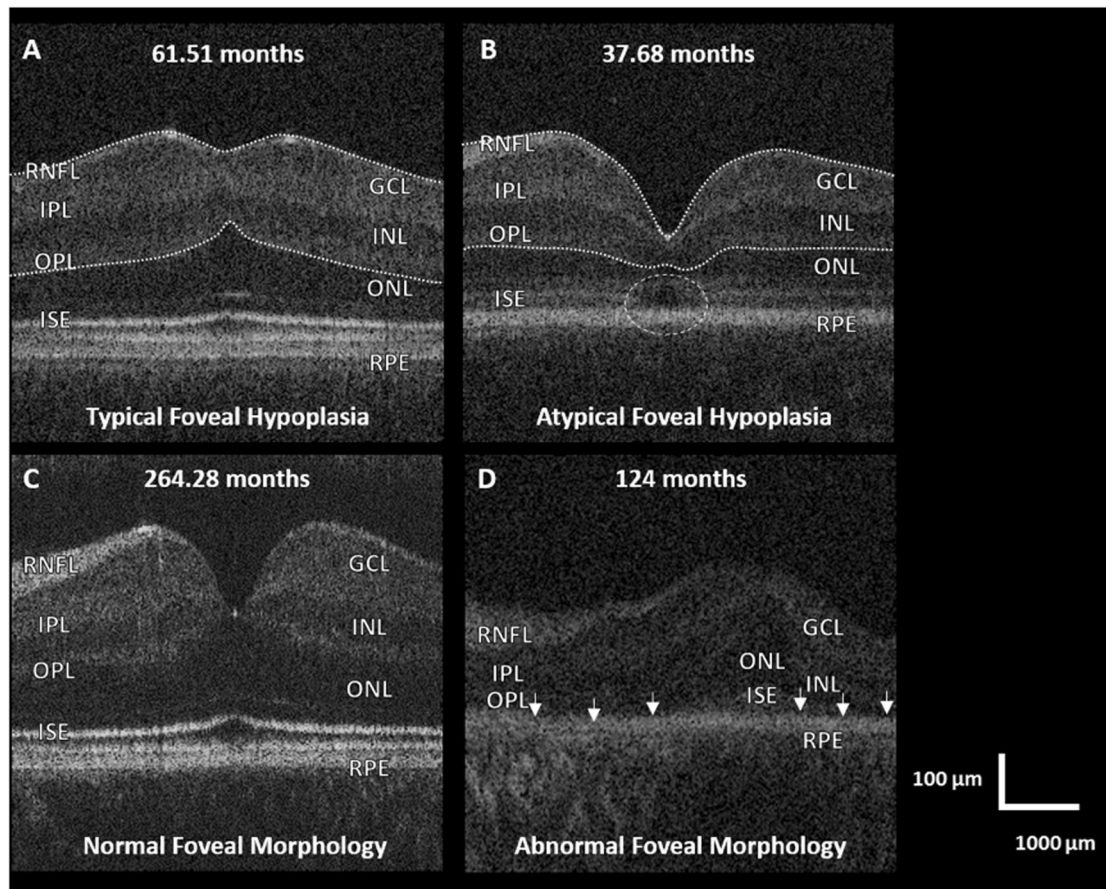 A
61.51 months
RNFL
GCL
IPL
INL
OPL
ONL
ISE
RPE
Typical Foveal Hypoplasia
B
37.68 months
RNFL
GCL
IPL
INL
OPL
ONL
ISE
RPE
Atypical Foveal Hypoplasia
C
264.28 months
RNFL
GCL
IPL
INL
OPL
ONL
ISE
RPE
Normal Foveal Morphology
D
124 months
RNFL
GCL
ONL
IPL
INL
OPL
ISE
RPE
Abnormal Foveal Morphology
100 µm
1000 µm